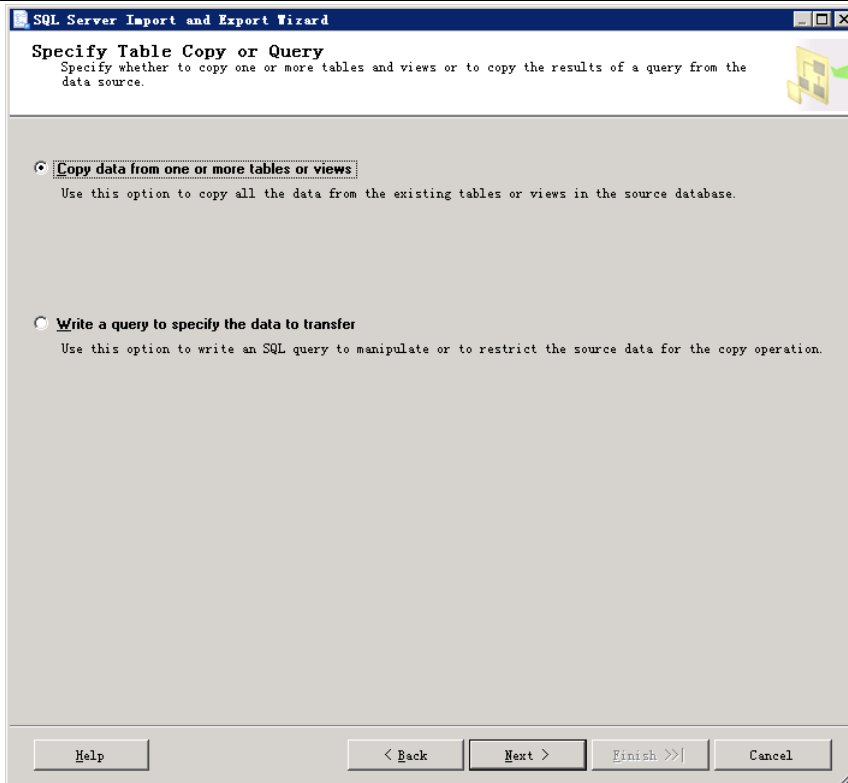 SQL Server Import and Export Wizard
Specify Table Copy or Query
Specify whether to copy one or more tables and views or to copy the results of a query from the
data source.
Copy data from one or more tables or views
Use this option to copy all the data from the existing tables or views in the source database.
Write a query to specify the data to transfer
Use this option to write an SQL query to manipulate or to restrict the source data for the copy operation.
Help
< Back
Next >
Finish >>|
Cancel